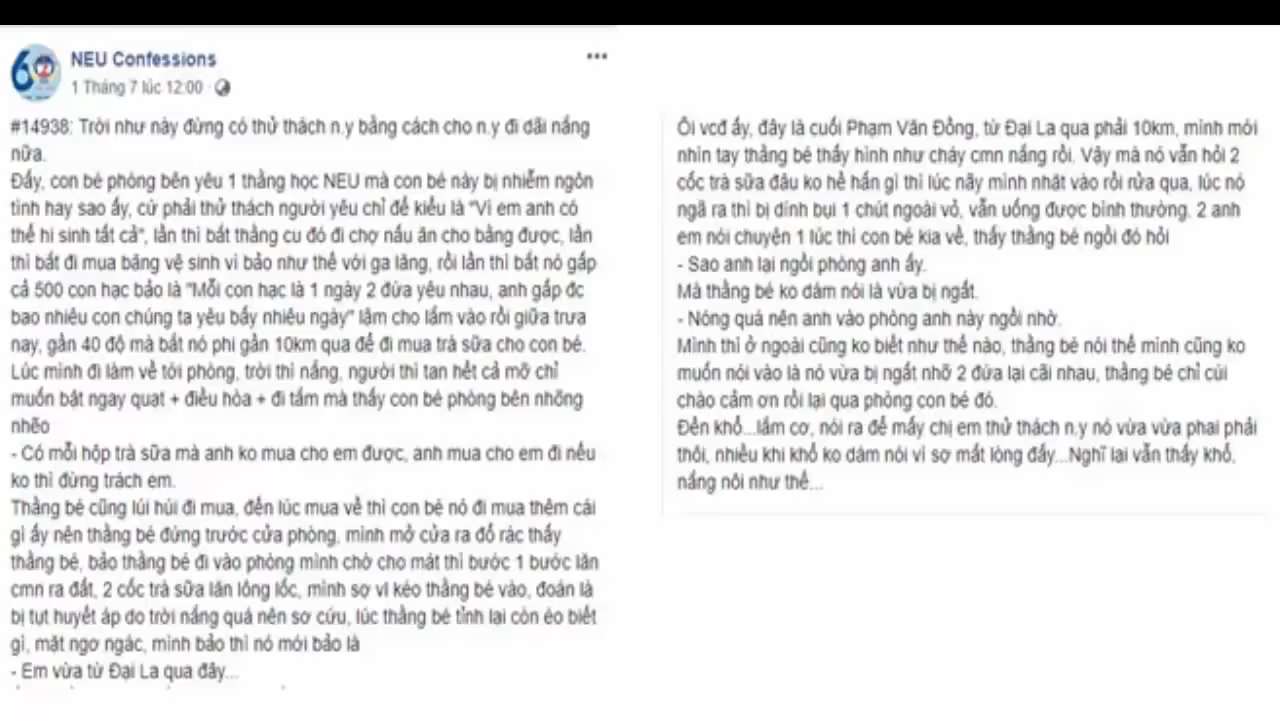 NEU Confessions
1 Tháng 7 lúc 12:00
#14938: Trời như này đừng có thử thách n.y bằng cách cho n.y đi dãi nắng
nữa.
Đấy, con bé phòng bên yêu 1 thằng học NEU mà con bé này bị nhiễm ngôn
tình hay sao ấy, cứ phải thử thách người yêu chỉ để kiểu là "Vì em anh có
thể hi sinh tất cả", lần thì bắt thằng cu đó đi chợ nấu ăn cho bằng được, lần
thì bắt đi mua băng vệ sinh vì bảo như thế với ga lăng, rồi lần thì bắt nó gấp
cả 500 con hạc bảo là "Mỗi con hạc là 1 ngày 2 đứa yêu nhau, anh gấp đc
bao nhiêu con chúng ta yêu bấy nhiêu ngày" lậm cho lắm vào rồi giữa trưa
nay, gần 40 độ mà bắt nó phi gần 10km qua để đi mua trà sữa cho con bé.
Lúc mình đi làm về tới phòng, trời thì nắng, người thì tan hết cả mỡ chỉ
muốn bật ngay quạt + điều hòa + đi tắm mà thấy con bé phòng bên nhõng
nhẽo
- Có mỗi hộp trà sữa mà anh ko mua cho em được, anh mua cho em đi nếu
ko thì đừng trách em.
Thằng bé cũng lúi húi đi mua, đến lúc mua về thì con bé nó đi mua thêm cái
gì ấy nên thằng bé đứng trước cửa phòng, mình mở cửa ra đổ rác thấy
thằng bé, bảo thằng bé đi vào phòng mình chờ cho mát thì bước 1 bước lăn
cmn ra đất, 2 cốc trà sữa lăn lông lốc, mình sợ vl kéo thằng bé vào, đoán là
bị tụt huyết áp do trời nắng quá nên sơ cứu, lúc thằng bé tỉnh lại còn éo biết
gì, mặt ngơ ngác, mình bảo thì nó mới bảo là
- Em vừa từ Đại La qua đây...
Ôi vcđ ấy, đây là cuối Phạm Văn Đồng, từ Đại La qua phải 10km, mình mới
nhìn tay thằng bé thấy hình như cháy cmn nắng rồi. Vậy mà nó vẫn hỏi 2
cốc trà sữa đâu ko hề hấn gì thì lúc nãy mình nhặt vào rồi rửa qua, lúc nó
ngã ra thì bị dính bụi 1 chút ngoài vỏ, vẫn uống được bình thường. 2 anh
em nói chuyện 1 lúc thì con bé kia về, thấy thằng bé ngồi đó hỏi
- Sao anh lại ngồi phòng anh ấy.
Mà thằng bé ko dám nói là vừa bị ngất.
- Nóng quá nên anh vào phòng anh này ngồi nhờ.
Mình thì ở ngoài cũng ko biết như thế nào, thằng bé nói thế mình cũng ko
muốn nói vào là nó vừa bị ngất nhỡ 2 đứa lại cãi nhau, thằng bé chỉ cúi
chào cảm ơn rồi lại qua phòng con bé đó.
Đến khổ...lắm cơ, nói ra để mấy chị em thử thách n.y nó vừa vừa phai phải
thôi, nhiều khi khổ ko dám nói vì sợ mất lòng đấy...Nghĩ lại vẫn thấy khổ,
nắng nôi như thế...